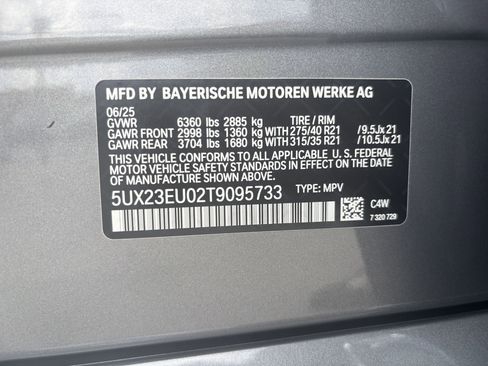 MFD BY BAYERISCHE MOTOREN WERKE AG
06/25
GVWR 6360 lbs 2885 kg TIRE / RIM
GAWR FRONT 2998 lbs 1360 kg WITH 275/40 R21 /9.5Jx 21
GAWR REAR 3704 lbs 1680 kg WITH 315/35 R21 /10.5Jx 21
THIS VEHICLE CONFORMS TO ALL APPLICABLE U. S. FEDERAL
MOTOR VEHICLE SAFETY STANDARDS IN EFFECT ON THE DATE
OF MANUFACTURE SHOWN ABOVE.
5UX23EU02T9095733 TYPE: MPV
C4W
7 320 729